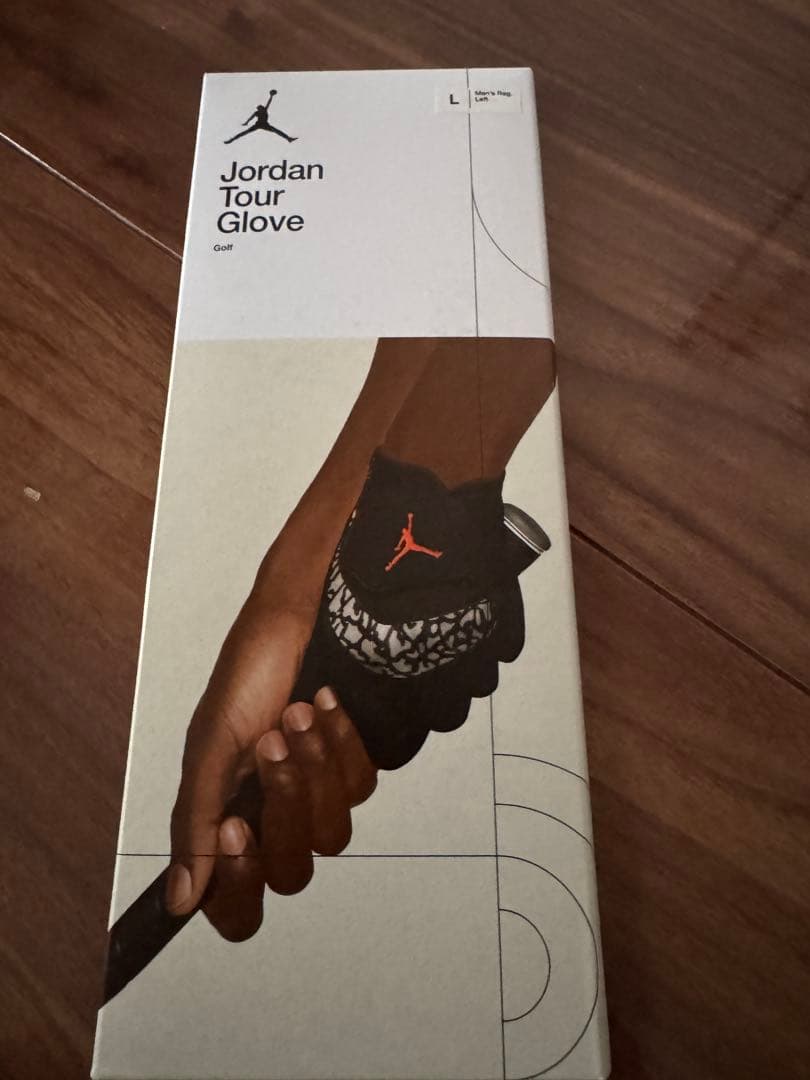 Jordan
Tour
Glove
Golf
L
Men's Reg.
Left